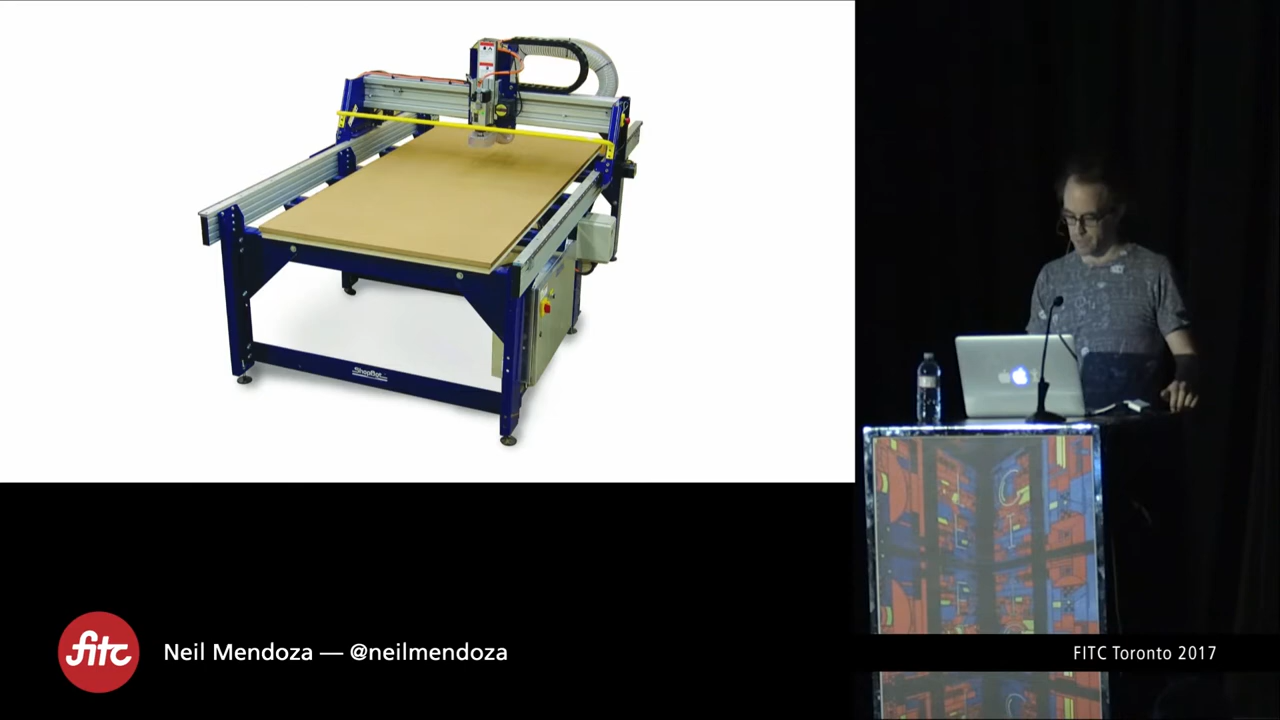 ShopBot
fitc
Neil Mendoza — @neilmendoza
FITC Toronto 2017